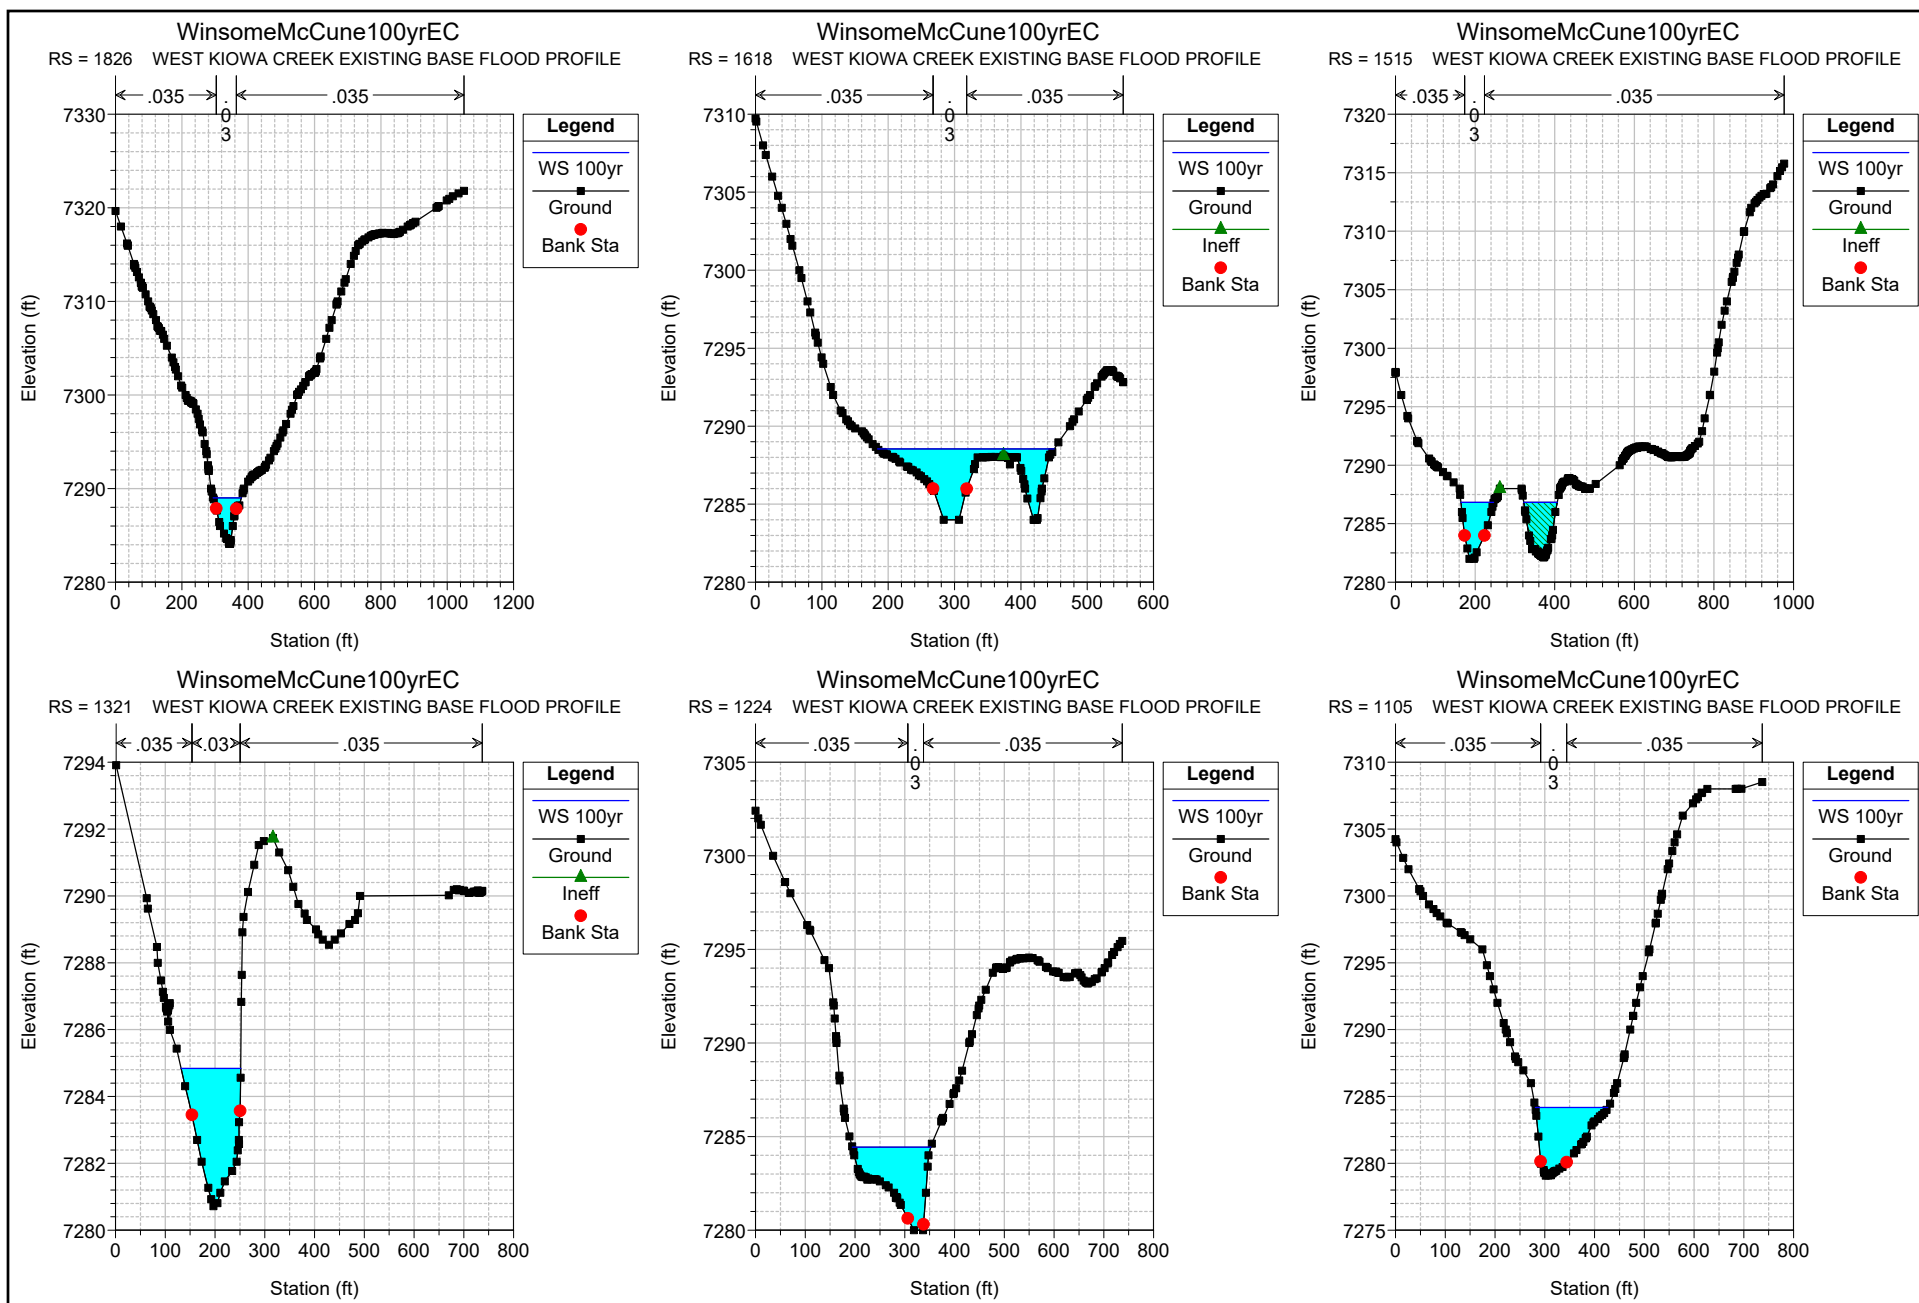 WinsomeMcCune100yrEC
RS = 1826 WEST KIOWA CREEK EXISTING BASE FLOOD PROFILE
.035 .03 .035
7330
7320
7310
7300
7290
7280
Elevation (ft)
0 200 400 600 800 1000 1200
Station (ft)
Legend
WS 100yr
Ground
Bank Sta
WinsomeMcCune100yrEC
RS = 1618 WEST KIOWA CREEK EXISTING BASE FLOOD PROFILE
.035 .03 .035
7310
7305
7300
7295
7290
7285
7280
Elevation (ft)
0 100 200 300 400 500 600
Station (ft)
Legend
WS 100yr
Ground
Ineff
Bank Sta
WinsomeMcCune100yrEC
RS = 1515 WEST KIOWA CREEK EXISTING BASE FLOOD PROFILE
.035 .03 .035
7320
7315
7310
7305
7300
7295
7290
7285
7280
Elevation (ft)
0 200 400 600 800 1000
Station (ft)
Legend
WS 100yr
Ground
Ineff
Bank Sta
WinsomeMcCune100yrEC
RS = 1321 WEST KIOWA CREEK EXISTING BASE FLOOD PROFILE
.035 .03 .035
7294
7292
7290
7288
7286
7284
7282
7280
Elevation (ft)
0 100 200 300 400 500 600 700 800
Station (ft)
Legend
WS 100yr
Ground
Ineff
Bank Sta
WinsomeMcCune100yrEC
RS = 1224 WEST KIOWA CREEK EXISTING BASE FLOOD PROFILE
.035 .03 .035
7305
7300
7295
7290
7285
7280
Elevation (ft)
0 100 200 300 400 500 600 700 800
Station (ft)
Legend
WS 100yr
Ground
Bank Sta
WinsomeMcCune100yrEC
RS = 1105 WEST KIOWA CREEK EXISTING BASE FLOOD PROFILE
.035 .03 .035
7310
7305
7300
7295
7290
7285
7280
7275
Elevation (ft)
0 100 200 300 400 500 600 700 800
Station (ft)
Legend
WS 100yr
Ground
Bank Sta